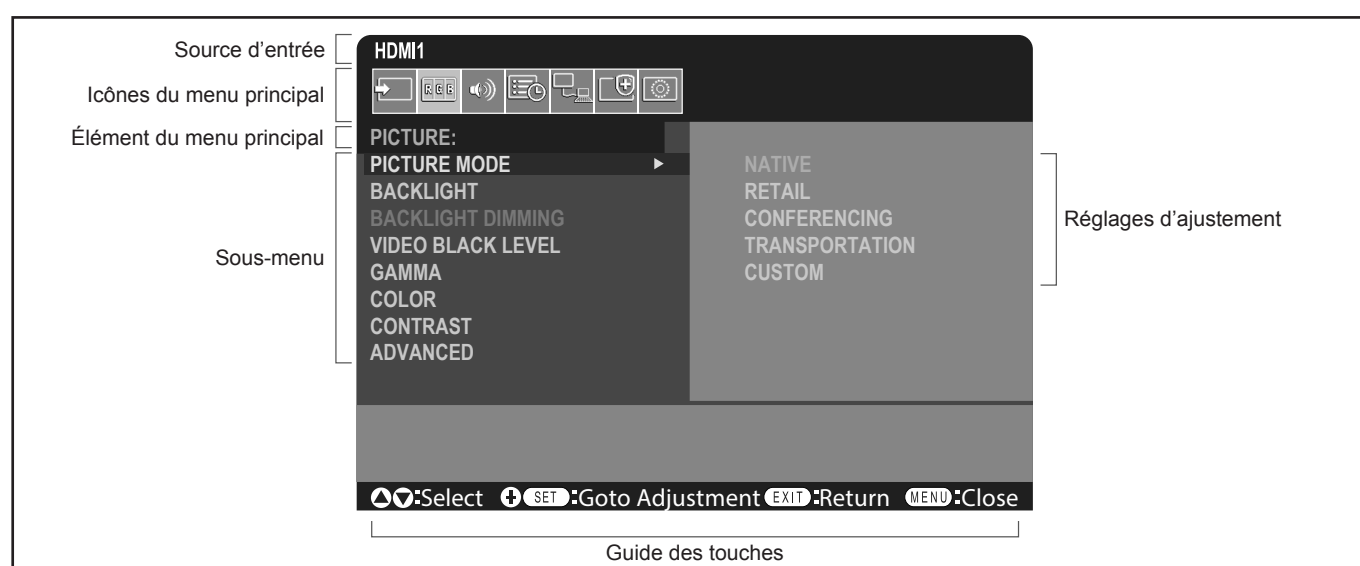 Source d'entrée
HDMI1
Icônes du menu principal
RGB
Élément du menu principal
PICTURE:
Sous-menu
PICTURE MODE
BACKLIGHT
BACKLIGHT DIMMING
VIDEO BLACK LEVEL
GAMMA
COLOR
CONTRAST
ADVANCED
NATIVE
RETAIL
CONFERENCING
TRANSPORTATION
CUSTOM
Réglages d'ajustement
:Select SET:Goto Adjustment EXIT:Return MENU:Close
Guide des touches